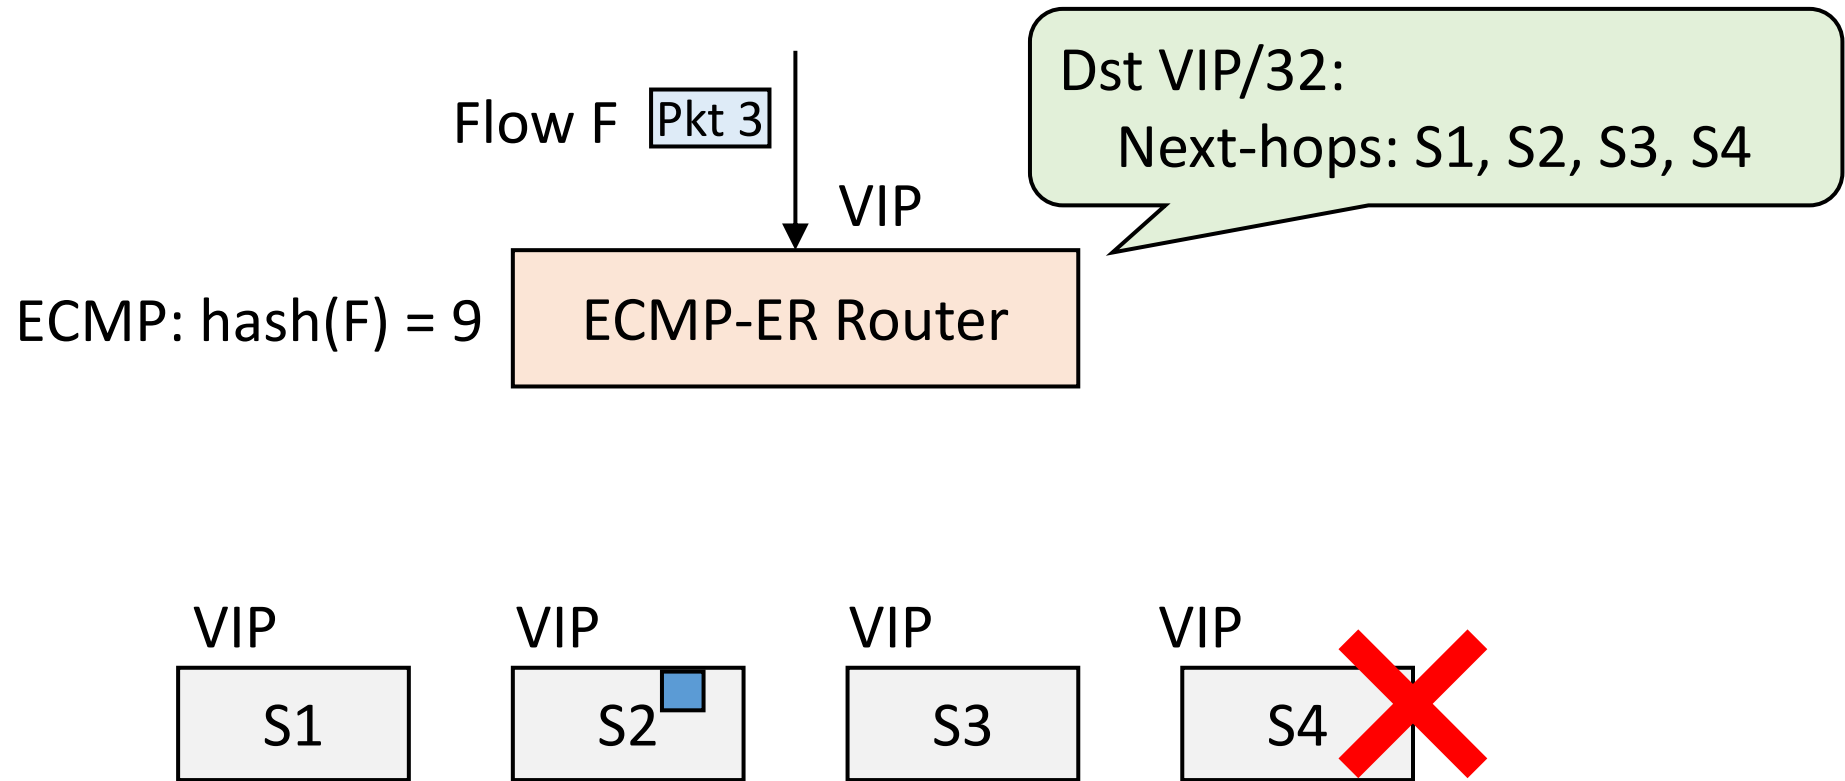 Dst VIP/32:
Next-hops: S1, S2, S3, S4
Flow F
Pkt 3
VIP
ECMP: hash(F) = 9
ECMP-ER Router
VIP
VIP
VIP
VIP
S1
S2
S3
S4